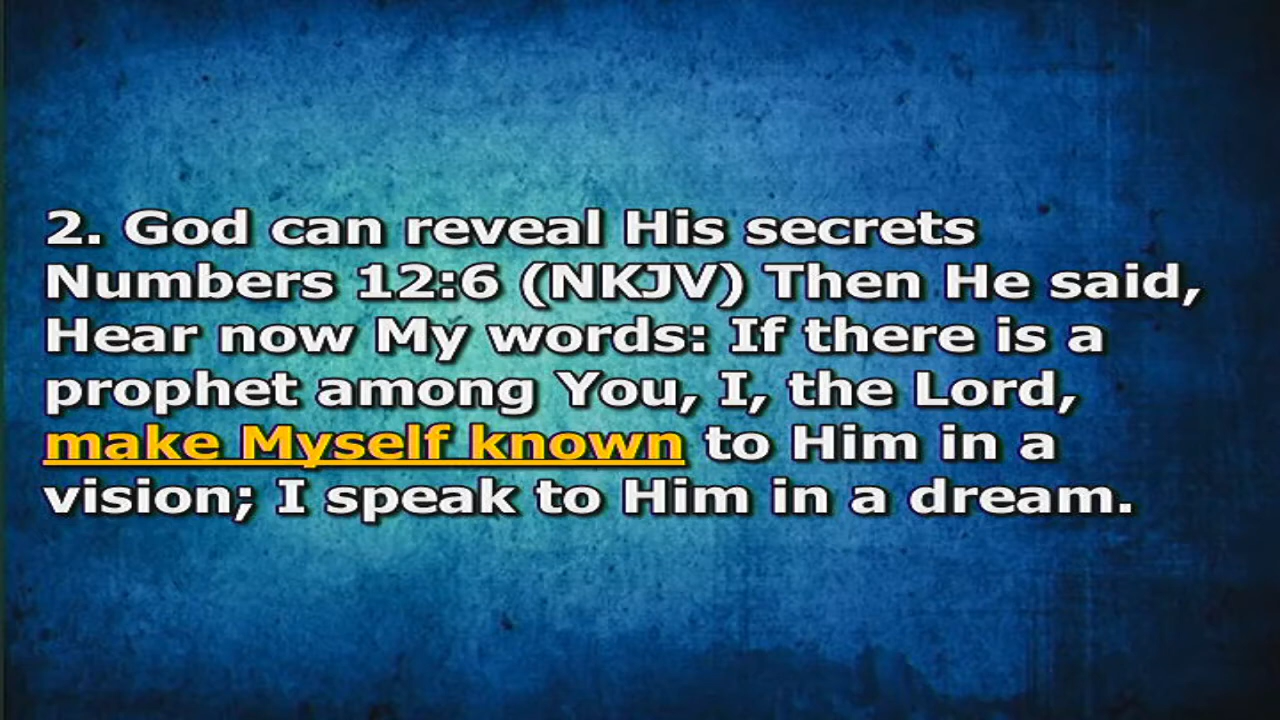 2. God can reveal His secrets
Numbers 12:6 (NKJV) Then He said,
Hear now My words: If there is a
prophet among You, I, the Lord,
make Myself known to Him in a
vision; I speak to Him in a dream.